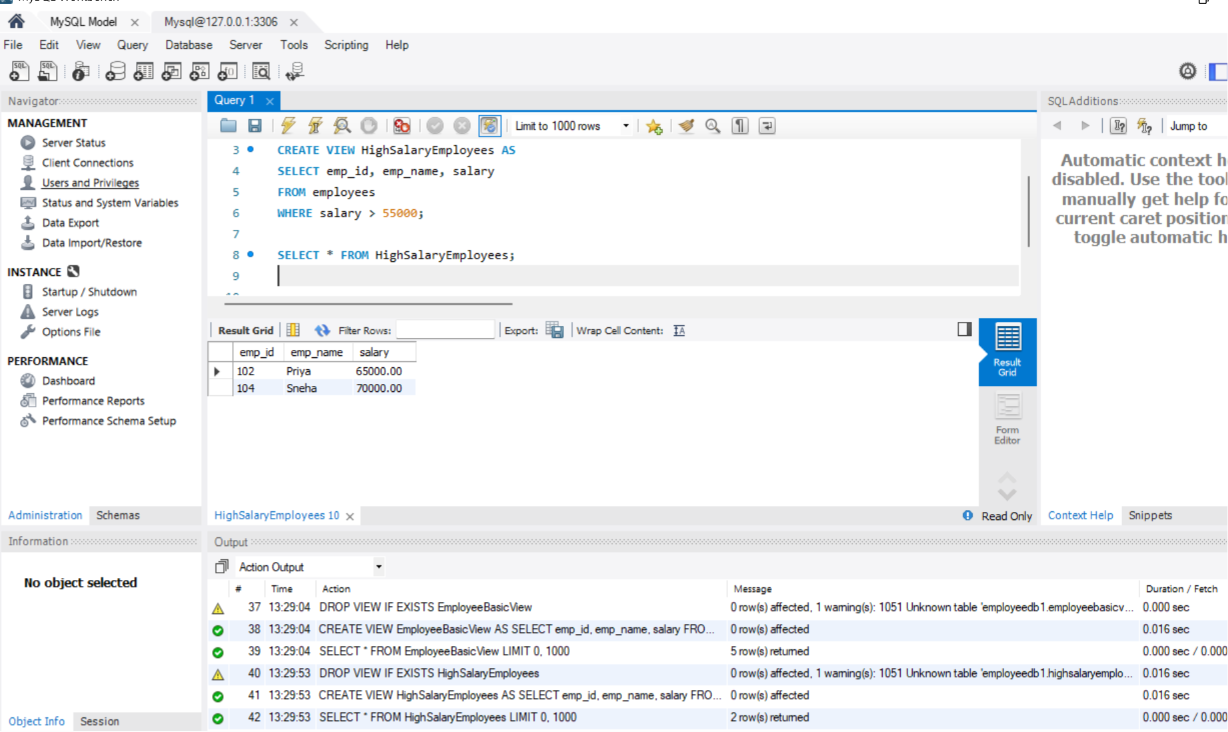 MySQL Model ×
Mysql@127.0.0.1:3306 ×
File Edit View Query Database Server Tools Scripting Help
Navigator
MANAGEMENT
Server Status
Client Connections
Users and Privileges
Status and System Variables
Data Export
Data Import/Restore
INSTANCE
Startup / Shutdown
Server Logs
Options File
PERFORMANCE
Dashboard
Performance Reports
Performance Schema Setup
Administration Schemas
Information
No object selected
Object Info Session
Query 1 ×
Limit to 1000 rows
3 CREATE VIEW HighSalaryEmployees AS
4 SELECT emp_id, emp_name, salary
5 FROM employees
6 WHERE salary > 55000;
7
8 SELECT * FROM HighSalaryEmployees;
9
Result Grid Filter Rows: Export: Wrap Cell Content:
emp_id emp_name salary
102 Priya 65000.00
104 Sneha 70000.00
Result
Grid
Form
Editor
HighSalaryEmployees 10 ×
Read Only
SQLAdditions
Jump to
Automatic context h
disabled. Use the tool
manually get help fo
current caret position
toggle automatic h
Context Help Snippets
Output
Action Output
# Time Action Message Duration / Fetch
37 13:29:04 DROP VIEW IF EXISTS EmployeeBasicView 0 row(s) affected, 1 warning(s): 1051 Unknown table 'employeedb1.employeebasicv... 0.000 sec
38 13:29:04 CREATE VIEW EmployeeBasicView AS SELECT emp_id, emp_name, salary FRO... 0 row(s) affected 0.016 sec
39 13:29:04 SELECT * FROM EmployeeBasicView LIMIT 0, 1000 5 row(s) returned 0.000 sec / 0.000
40 13:29:53 DROP VIEW IF EXISTS HighSalaryEmployees 0 row(s) affected, 1 warning(s): 1051 Unknown table 'employeedb1.highsalaryemplo... 0.016 sec
41 13:29:53 CREATE VIEW HighSalaryEmployees AS SELECT emp_id, emp_name, salary FRO... 0 row(s) affected 0.016 sec
42 13:29:53 SELECT * FROM HighSalaryEmployees LIMIT 0, 1000 2 row(s) returned 0.000 sec / 0.000